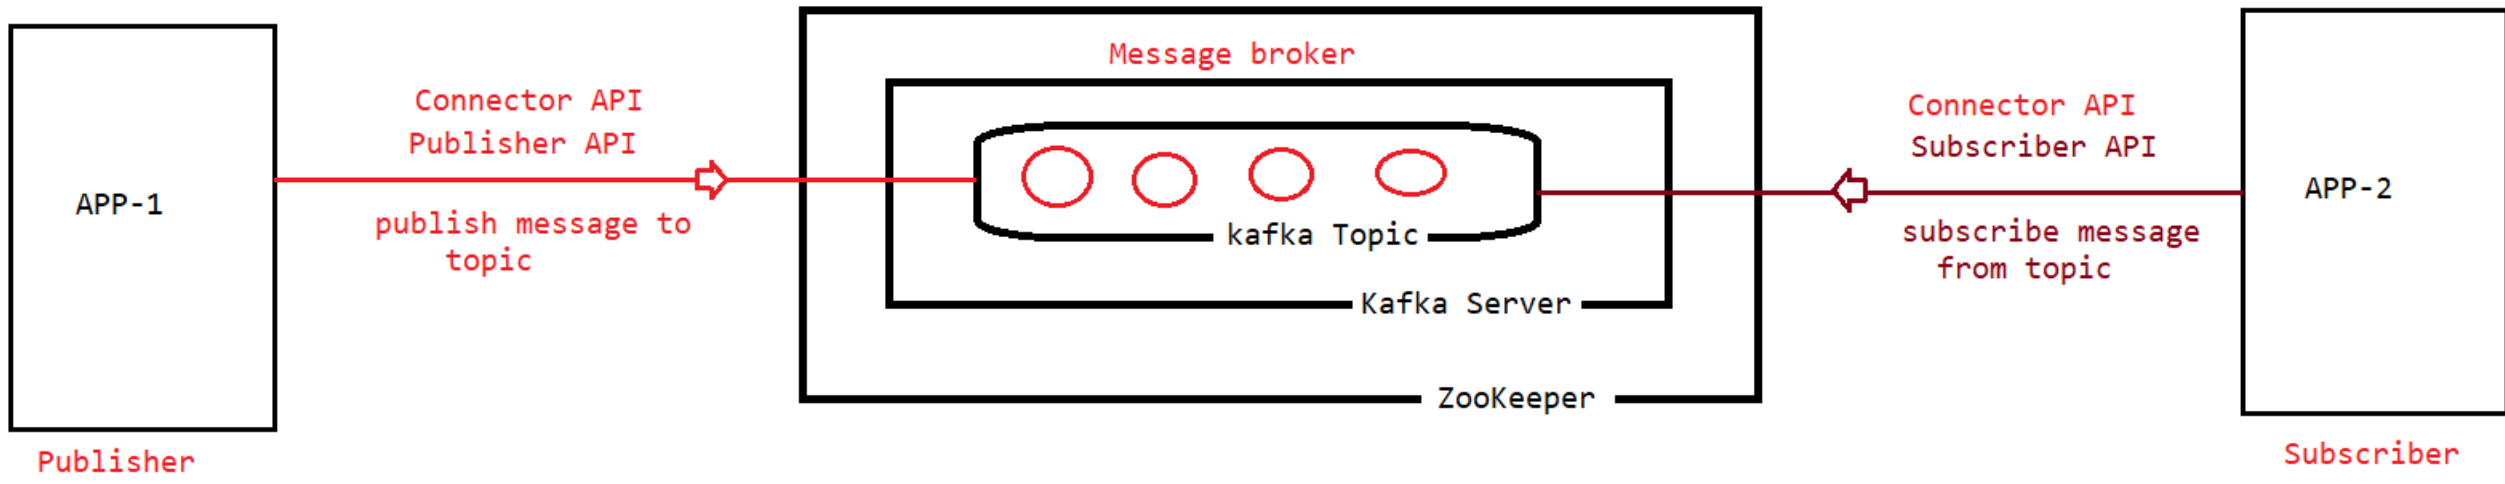 Connector API
Publisher API
APP-1
publish message to
topic
Publisher
Message broker
kafka Topic
Kafka Server
ZooKeeper
Connector API
Subscriber API
APP-2
subscribe message
from topic
Subscriber